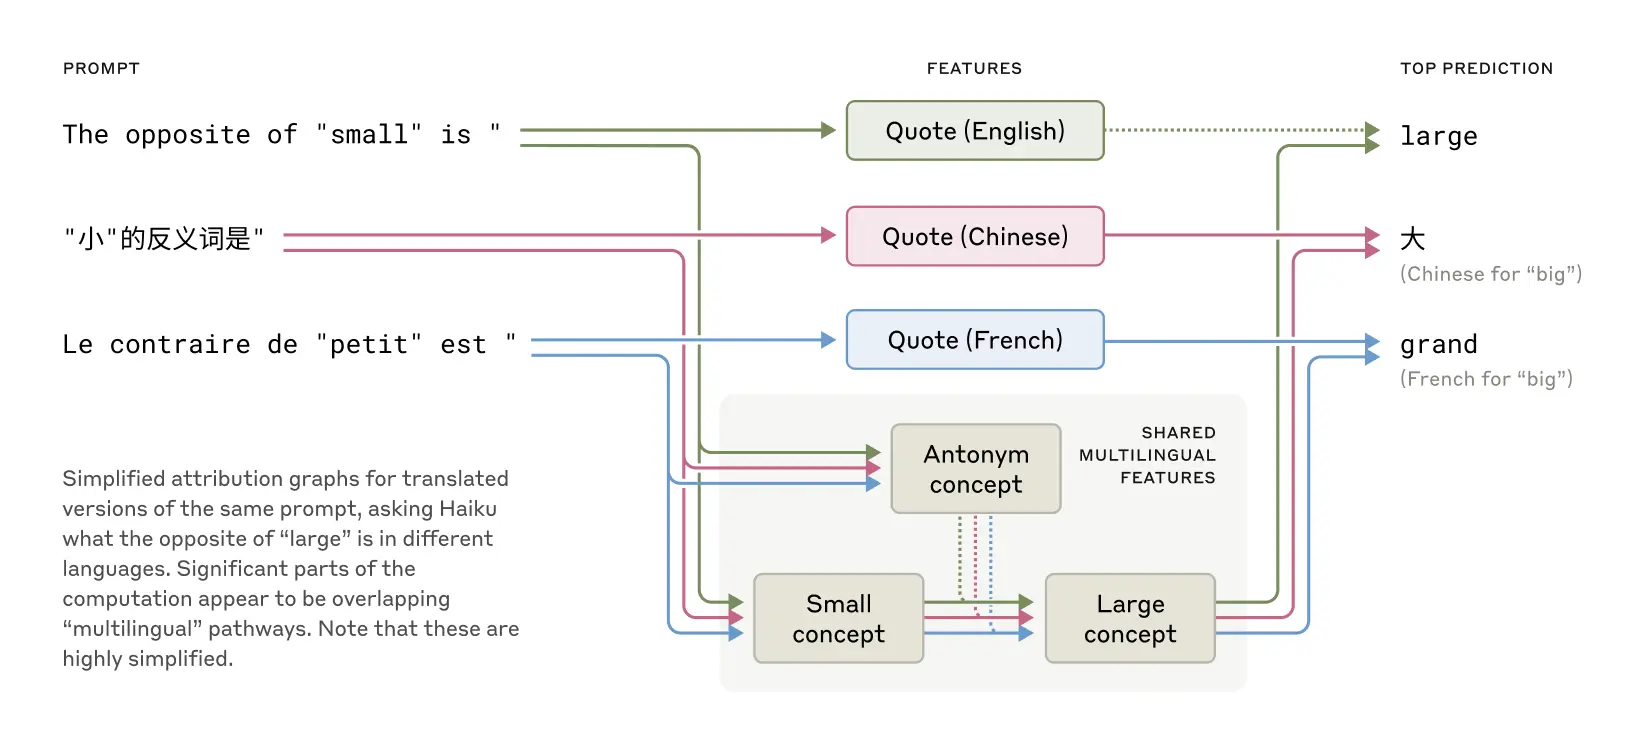 PROMPT
FEATURES
TOP PREDICTION
The opposite of "small" is "
Quote (English)
large
"小"的反义词是"
Quote (Chinese)
大
(Chinese for “big”)
Le contraire de "petit" est "
Quote (French)
grand
(French for “big”)
SHARED
MULTILINGUAL
FEATURES
Antonym
concept
Small
concept
Large
concept
Simplified attribution graphs for translated
versions of the same prompt, asking Haiku
what the opposite of “large” is in different
languages. Significant parts of the
computation appear to be overlapping
“multilingual” pathways. Note that these are
highly simplified.